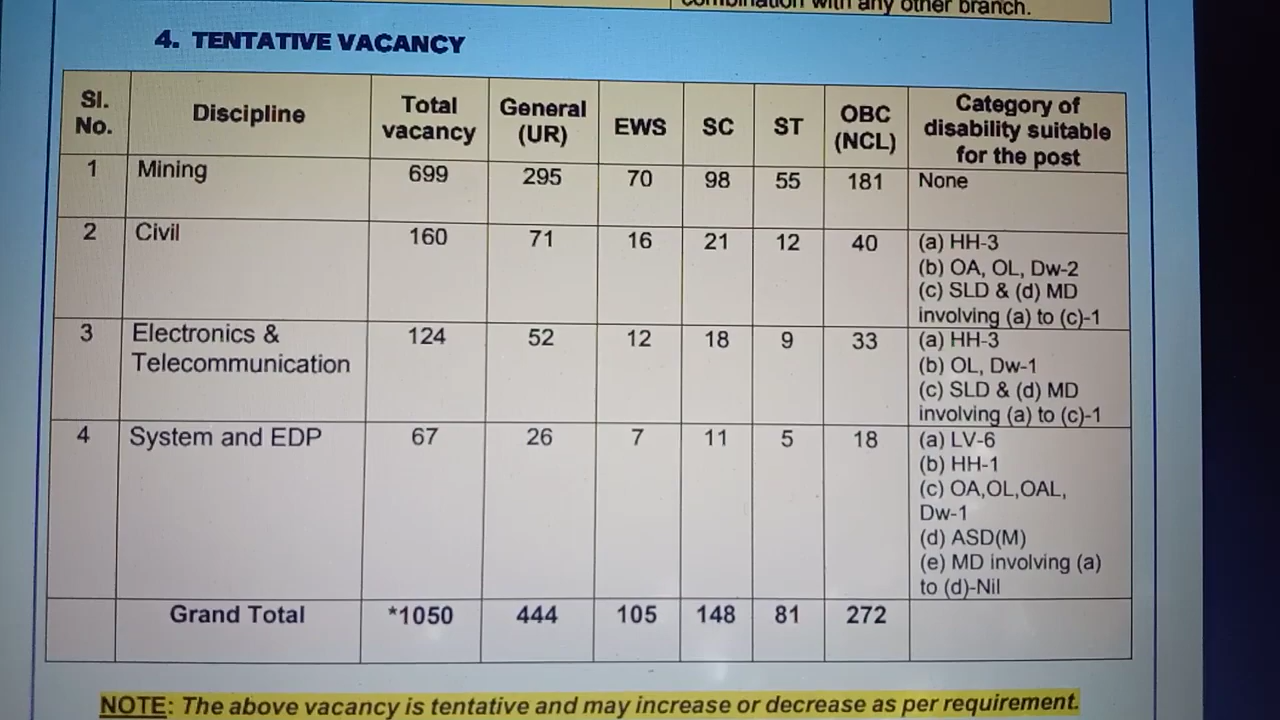 combination with any other branch.
4. TENTATIVE VACANCY
Sl. No. Discipline Total vacancy General (UR) EWS SC ST OBC (NCL) Category of disability suitable for the post
1 Mining 699 295 70 98 55 181 None
2 Civil 160 71 16 21 12 40 (a) HH-3
(b) OA, OL, Dw-2
(c) SLD & (d) MD
involving (a) to (c)-1
3 Electronics & Telecommunication 124 52 12 18 9 33 (a) HH-3
(b) OL, Dw-1
(c) SLD & (d) MD
involving (a) to (c)-1
4 System and EDP 67 26 7 11 5 18 (a) LV-6
(b) HH-1
(c) OA,OL,OAL,
Dw-1
(d) ASD(M)
(e) MD involving (a)
to (d)-Nil
Grand Total *1050 444 105 148 81 272
NOTE: The above vacancy is tentative and may increase or decrease as per requirement.